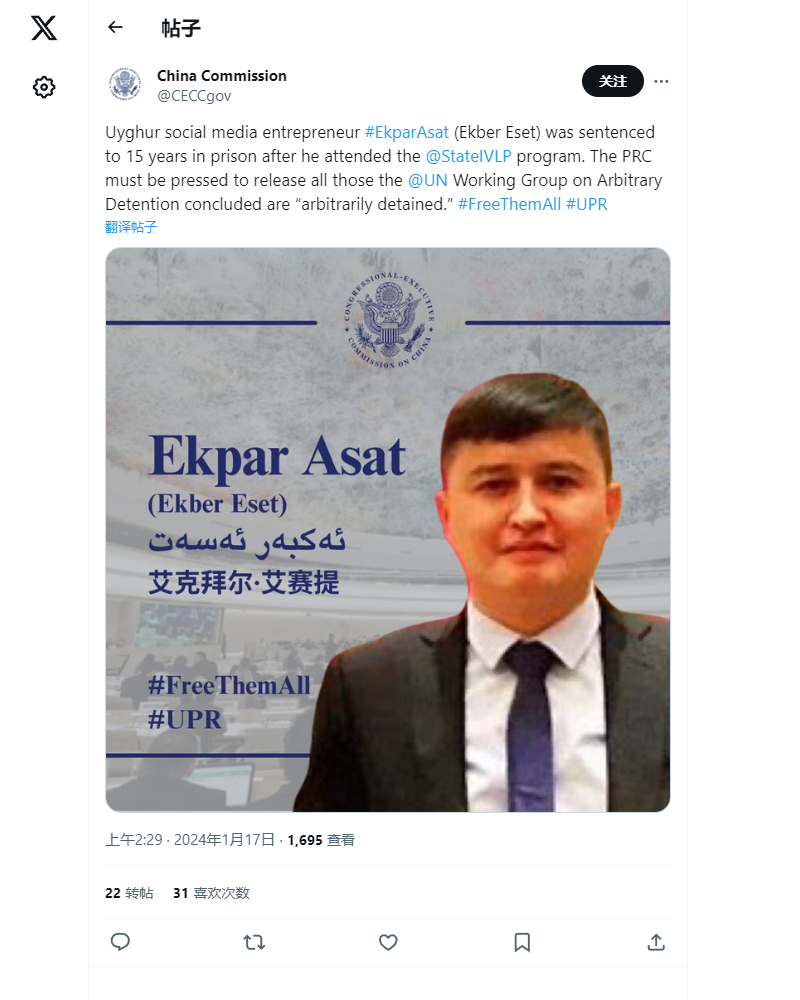 帖子
China Commission
@CECCgov
关注
Uyghur social media entrepreneur #EkparAsat (Ekber Eset) was sentenced
to 15 years in prison after he attended the @StateIVLP program. The PRC
must be pressed to release all those the @UN Working Group on Arbitrary
Detention concluded are “arbitrarily detained.” #FreeThemAll #UPR
翻译帖子
CONGRESSIONAL-EXECUTIVE
COMMISSION ON CHINA
Ekpar Asat
(Ekber Eset)
ئەكبەر ئەسەت
艾克拜尔·艾赛提
#FreeThemAll
#UPR
上午2:29 · 2024年1月17日 · 1,695 查看
22 转帖 31 喜欢次数